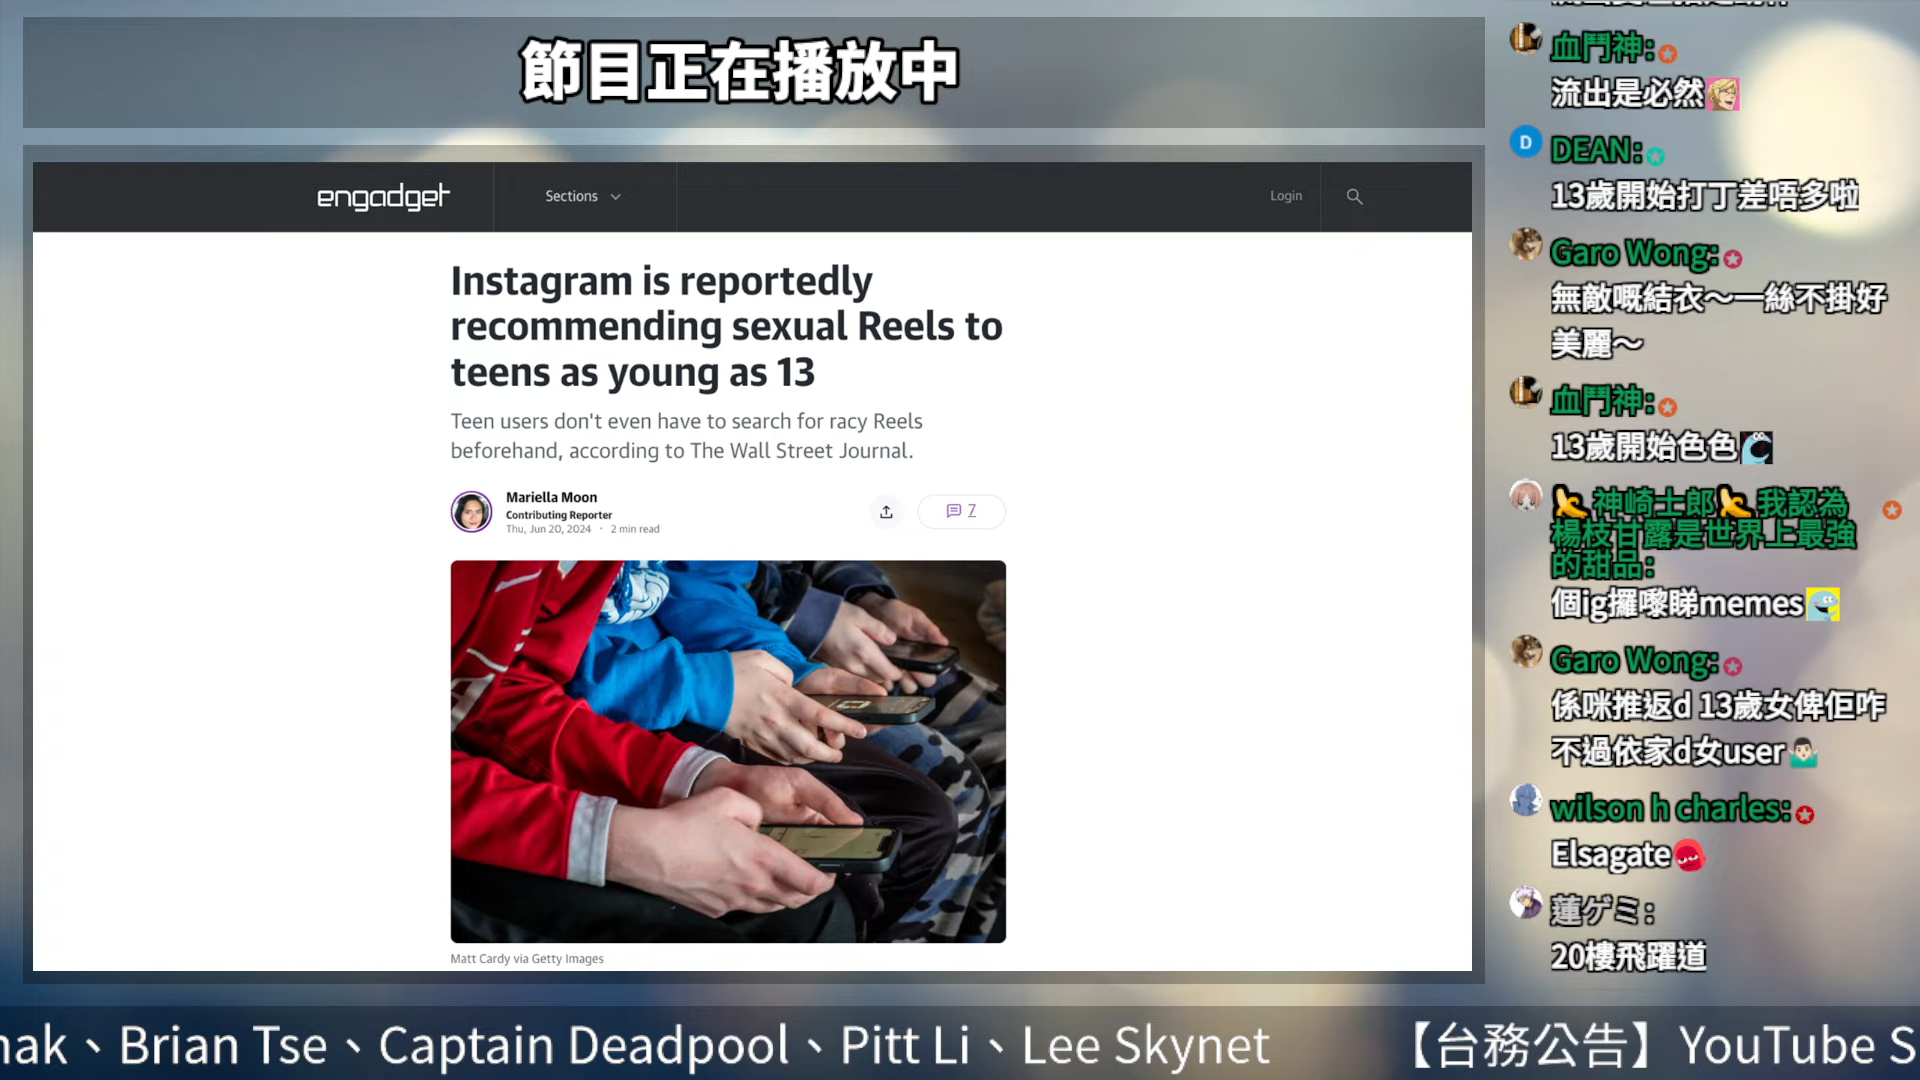 節目正在播放中
engadget
Sections
Login
Instagram is reportedly
recommending sexual Reels to
teens as young as 13
Teen users don't even have to search for racy Reels
beforehand, according to The Wall Street Journal.
Mariella Moon
Contributing Reporter
Thu, Jun 20, 2024 · 2 min read
7
Matt Cardy via Getty Images
血鬥神:
流出是必然
D
DEAN:
13歲開始打丁差唔多啦
Garo Wong:
無敵嘅結衣～一絲不掛好
美麗～
血鬥神:
13歲開始色色
🍌神崎士郎🍌我認為
楊枝甘露是世界上最強
的甜品:
個ig攞嚟睇memes
Garo Wong:
係咪推返d 13歲女俾佢咋
不過依家d女user🤷🏻‍♂️
wilson h charles:
Elsagate
蓮ゲミ:
20樓飛躍道
nak、Brian Tse、Captain Deadpool、Pitt Li、Lee Skynet 【台務公告】YouTube S